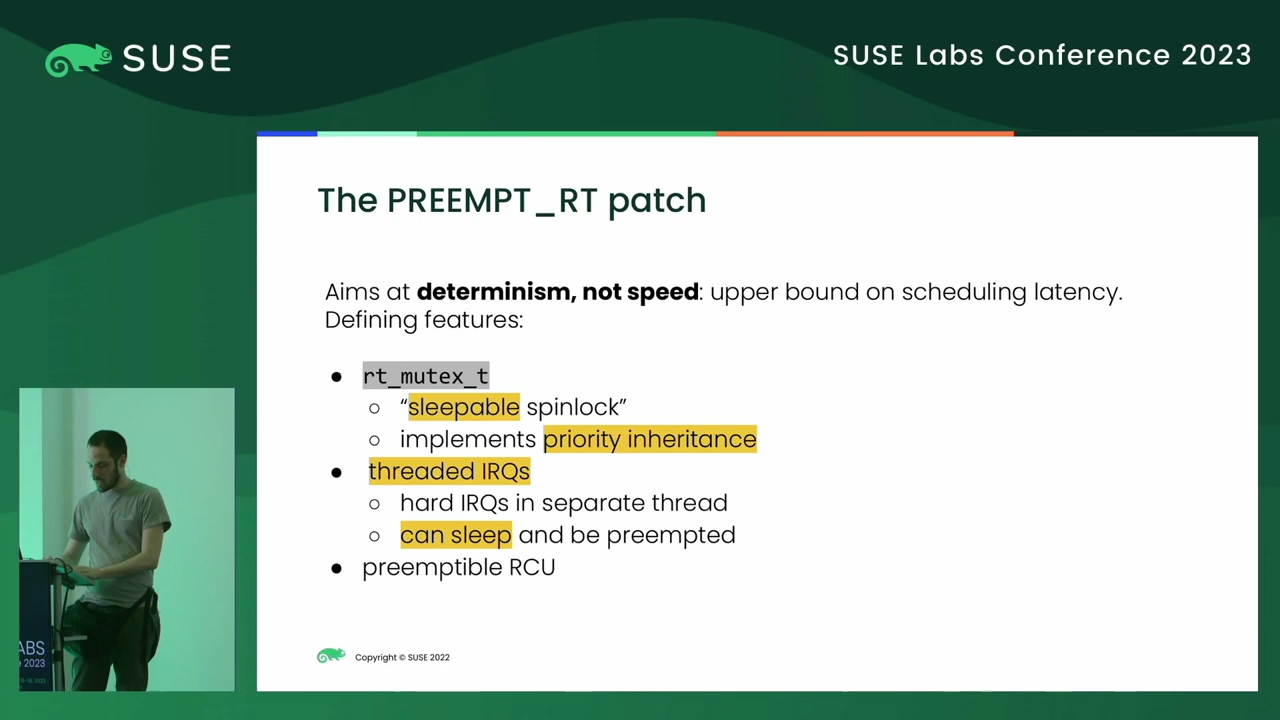 SUSE
SUSE Labs Conference 2023
The PREEMPT_RT patch
Aims at determinism, not speed: upper bound on scheduling latency.
Defining features:
● rt_mutex_t
○ “sleepable spinlock”
○ implements priority inheritance
● threaded IRQs
○ hard IRQs in separate thread
○ can sleep and be preempted
● preemptible RCU
Copyright © SUSE 2022
ABS
2023